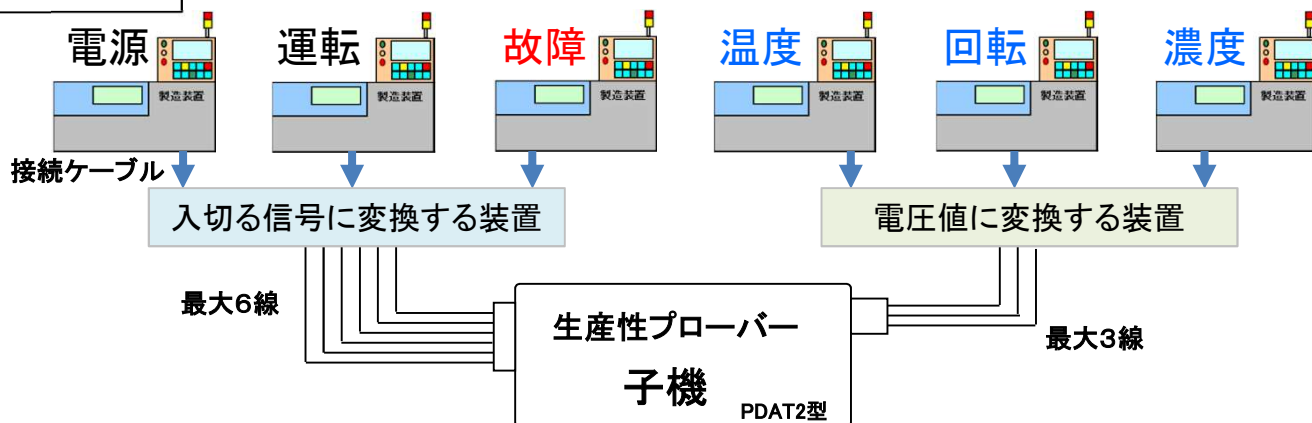 電源
運転
故障
温度
回転
濃度
製造装置
製造装置
製造装置
製造装置
製造装置
製造装置
接続ケーブル
入切る信号に変換する装置
電圧値に変換する装置
最大6線
最大3線
生産性プローバー
子機
PDAT2型